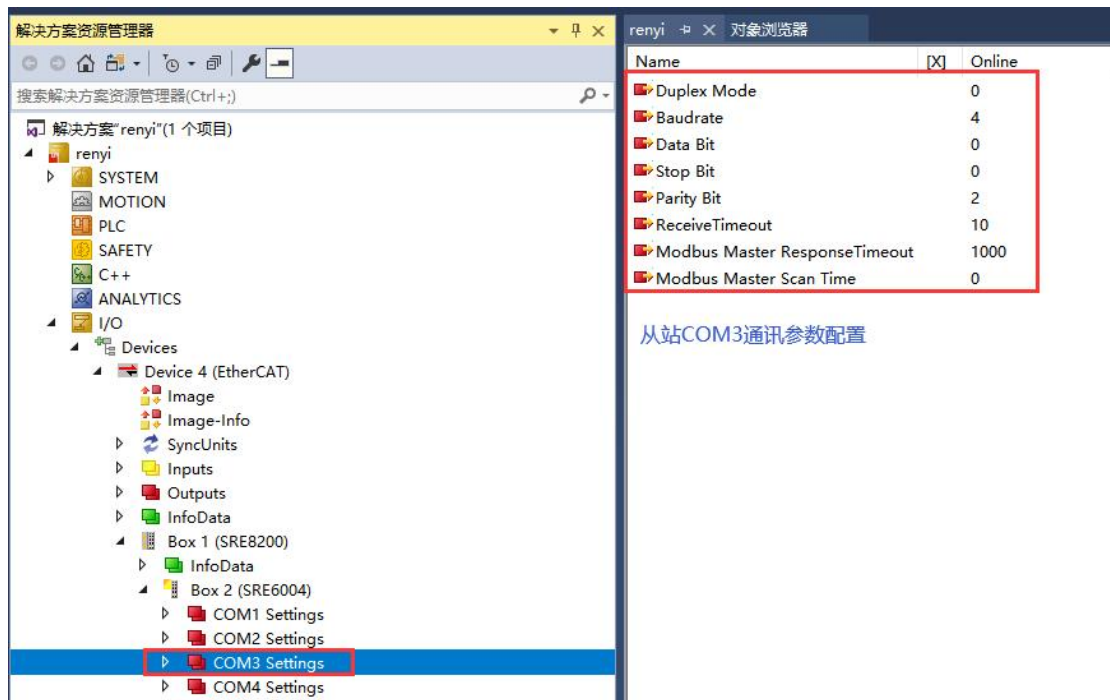 解决方案资源管理器
搜索解决方案资源管理器(Ctrl+;)
解决方案"renyi"(1 个项目)
renyi
SYSTEM
MOTION
PLC
SAFETY
C++
ANALYTICS
I/O
Devices
Device 4 (EtherCAT)
Image
Image-Info
SyncUnits
Inputs
Outputs
InfoData
Box 1 (SRE8200)
InfoData
Box 2 (SRE6004)
COM1 Settings
COM2 Settings
COM3 Settings
COM4 Settings
renyi 对象浏览器
Name [X] Online
Duplex Mode 0
Baudrate 4
Data Bit 0
Stop Bit 0
Parity Bit 2
ReceiveTimeout 10
Modbus Master ResponseTimeout 1000
Modbus Master Scan Time 0
从站COM3通讯参数配置